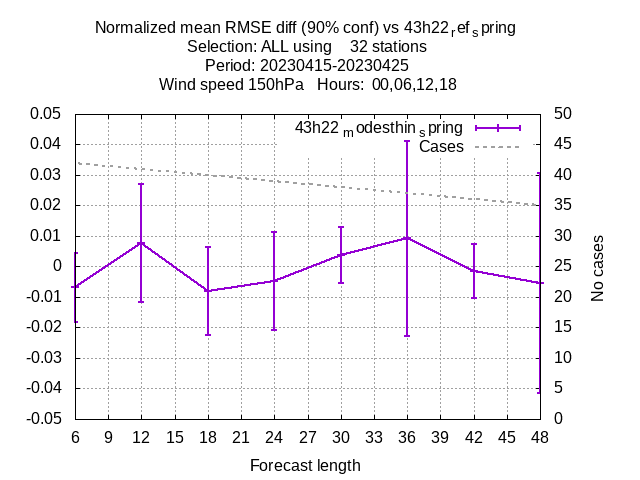 Normalized mean RMSE diff (90% conf) vs 43h22refspring
Selection: ALL using 32 stations
Period: 20230415-20230425
Wind speed 150hPa Hours: 00,06,12,18
43h22modesthinspring
Cases
0.05
0.04
0.03
0.02
0.01
0
-0.01
-0.02
-0.03
-0.04
-0.05
50
45
40
35
30
25
20
15
10
5
0
No cases
6 9 12 15 18 21 24 27 30 33 36 39 42 45 48
Forecast length